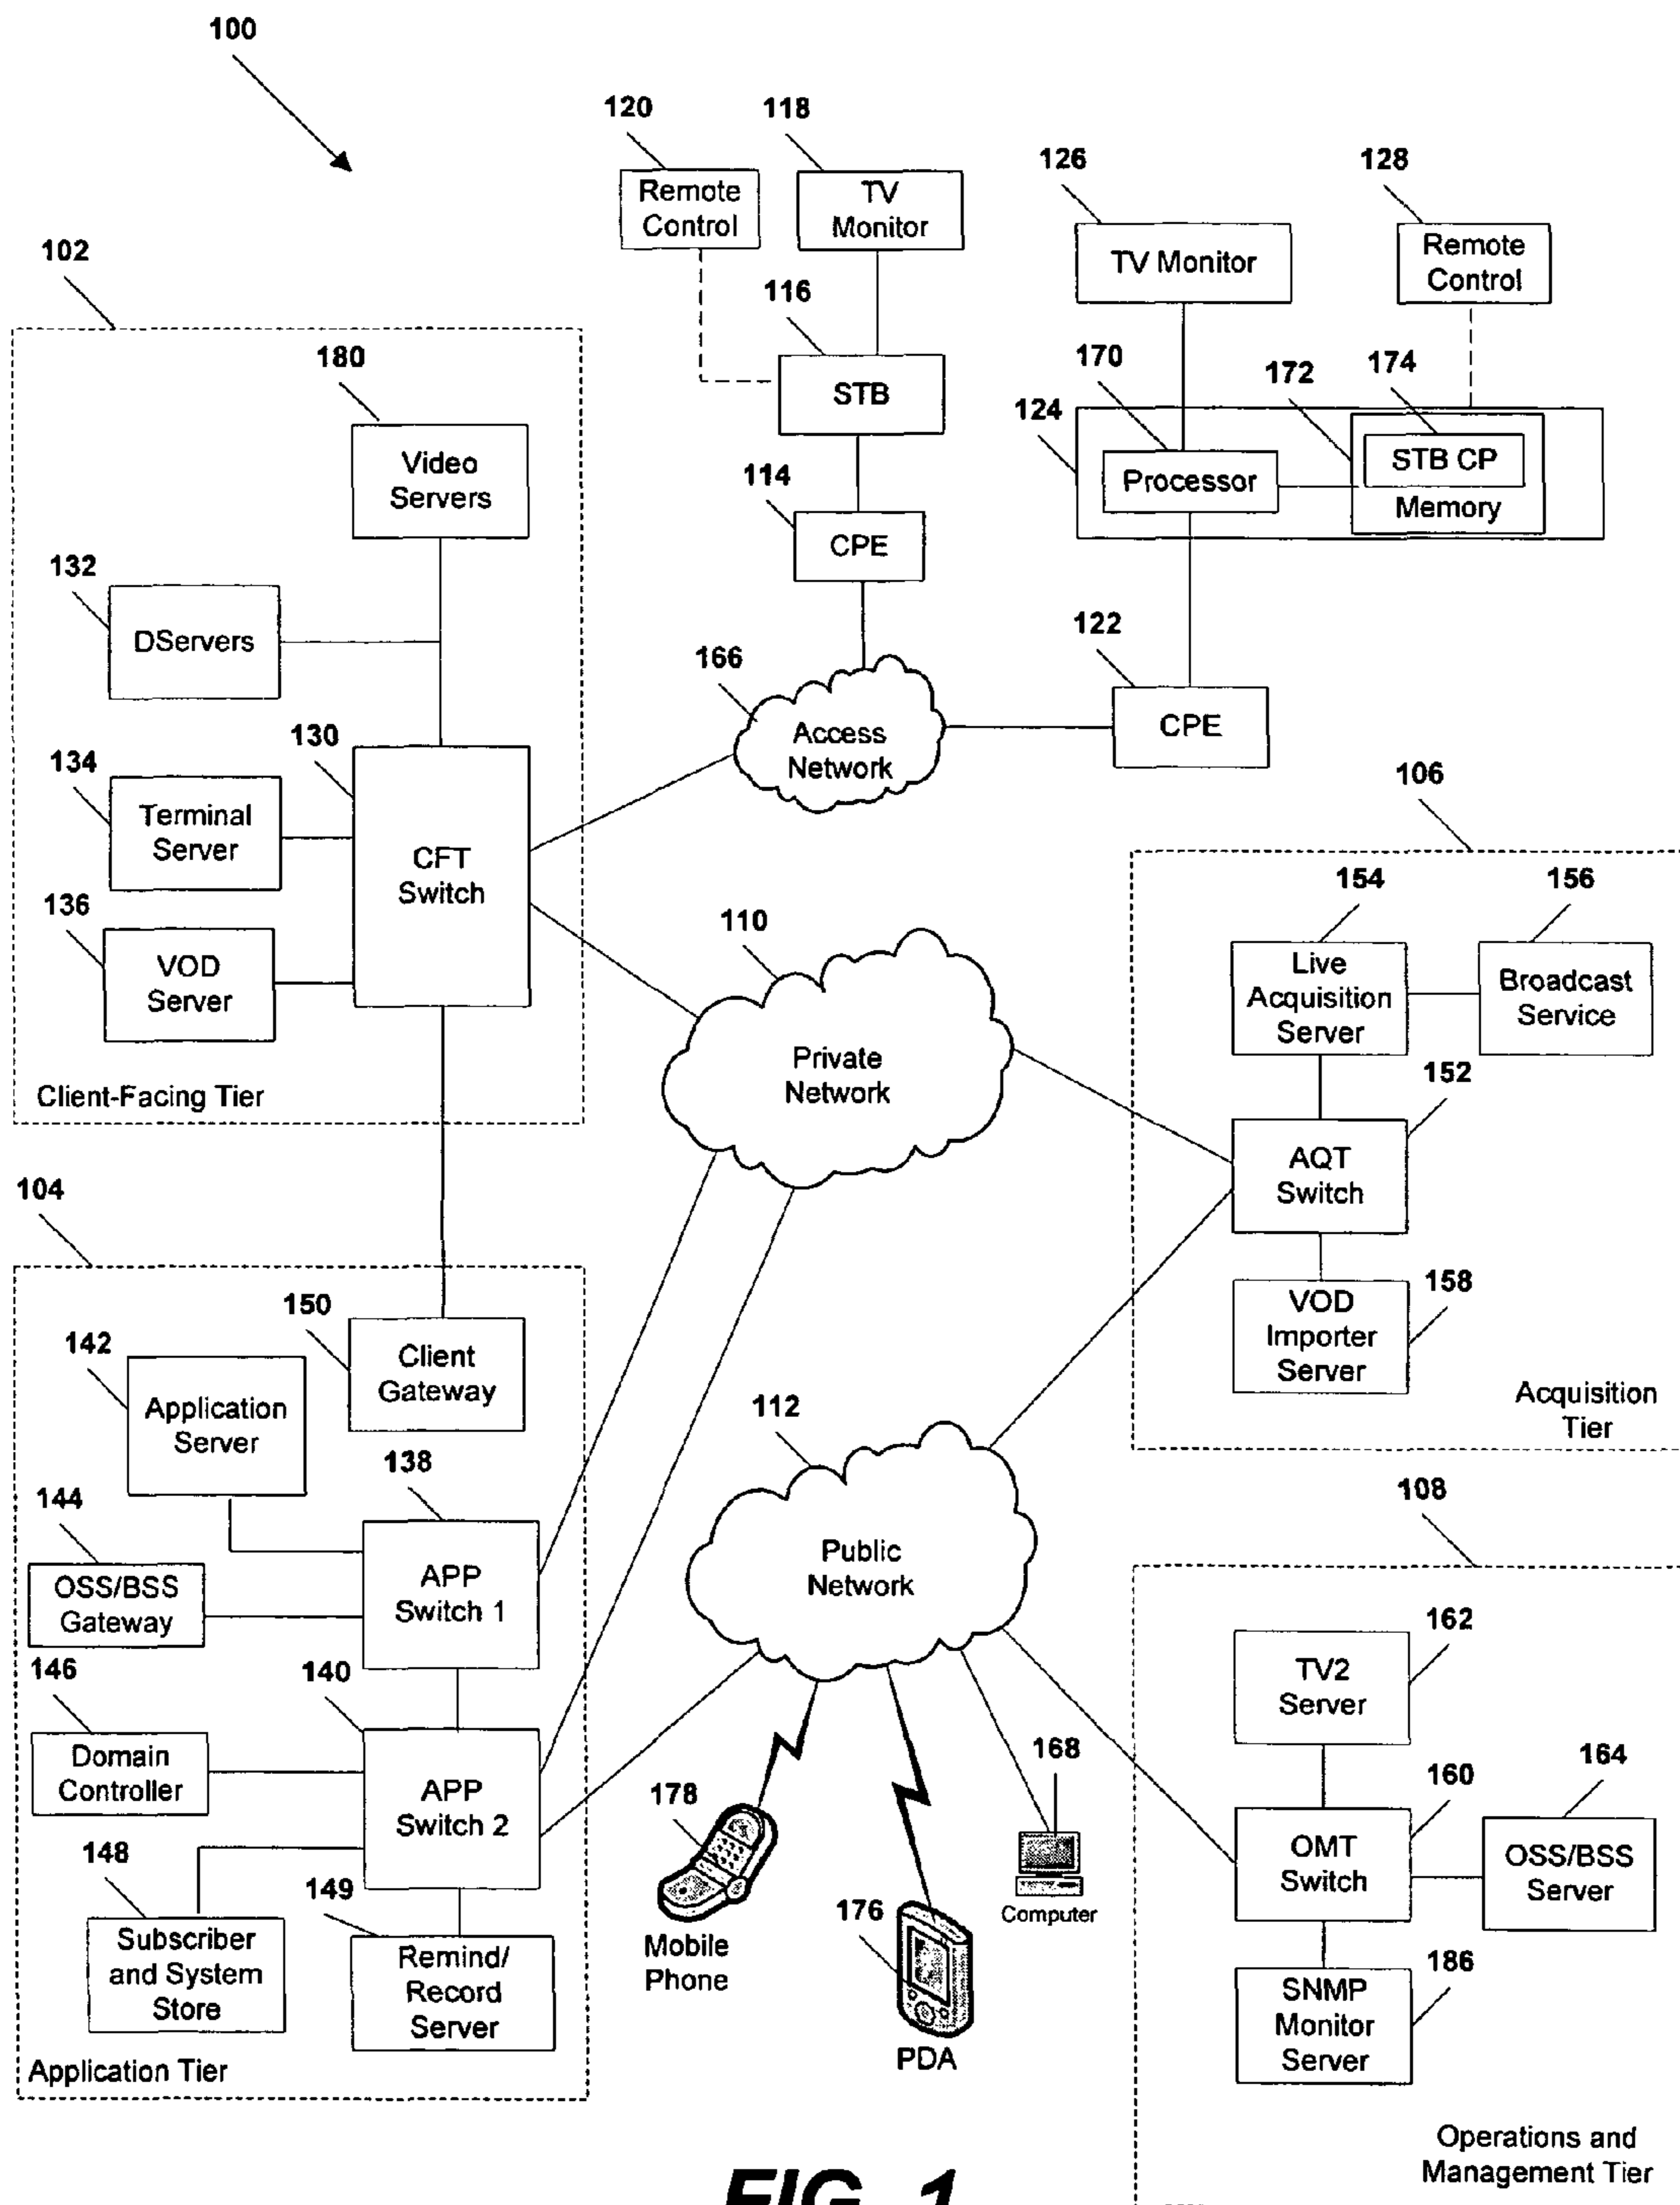 100
120
118
126
128
Remote
Control
TV
Monitor
TV Monitor
Remote
Control
102
116
170
172
174
180
STB
124
STB CP
Processor
Memory
Video
Servers
114
CPE
132
DServers
122
166
CPE
Access
Network
130
134
Terminal
Server
CFT
Switch
106
136
VOD
Server
154
156
110
Live
Acquisition
Server
Broadcast
Service
Private
Network
152
Client-Facing Tier
AQT
Switch
104
150
158
142
Client
Gateway
VOD
Importer
Server
Application
Server
112
Acquisition
Tier
138
144
108
APP
Switch 1
Public
Network
OSS/BSS
Gateway
162
146
140
TV2
Server
Domain
Controller
168
164
APP
Switch 2
178
160
148
149
OMT
Switch
OSS/BSS
Server
Computer
176
Subscriber
and System
Store
Remind/
Record
Server
Mobile
Phone
186
SNMP
Monitor
Server
PDA
Application Tier
Operations and
Management Tier
FIG. 1